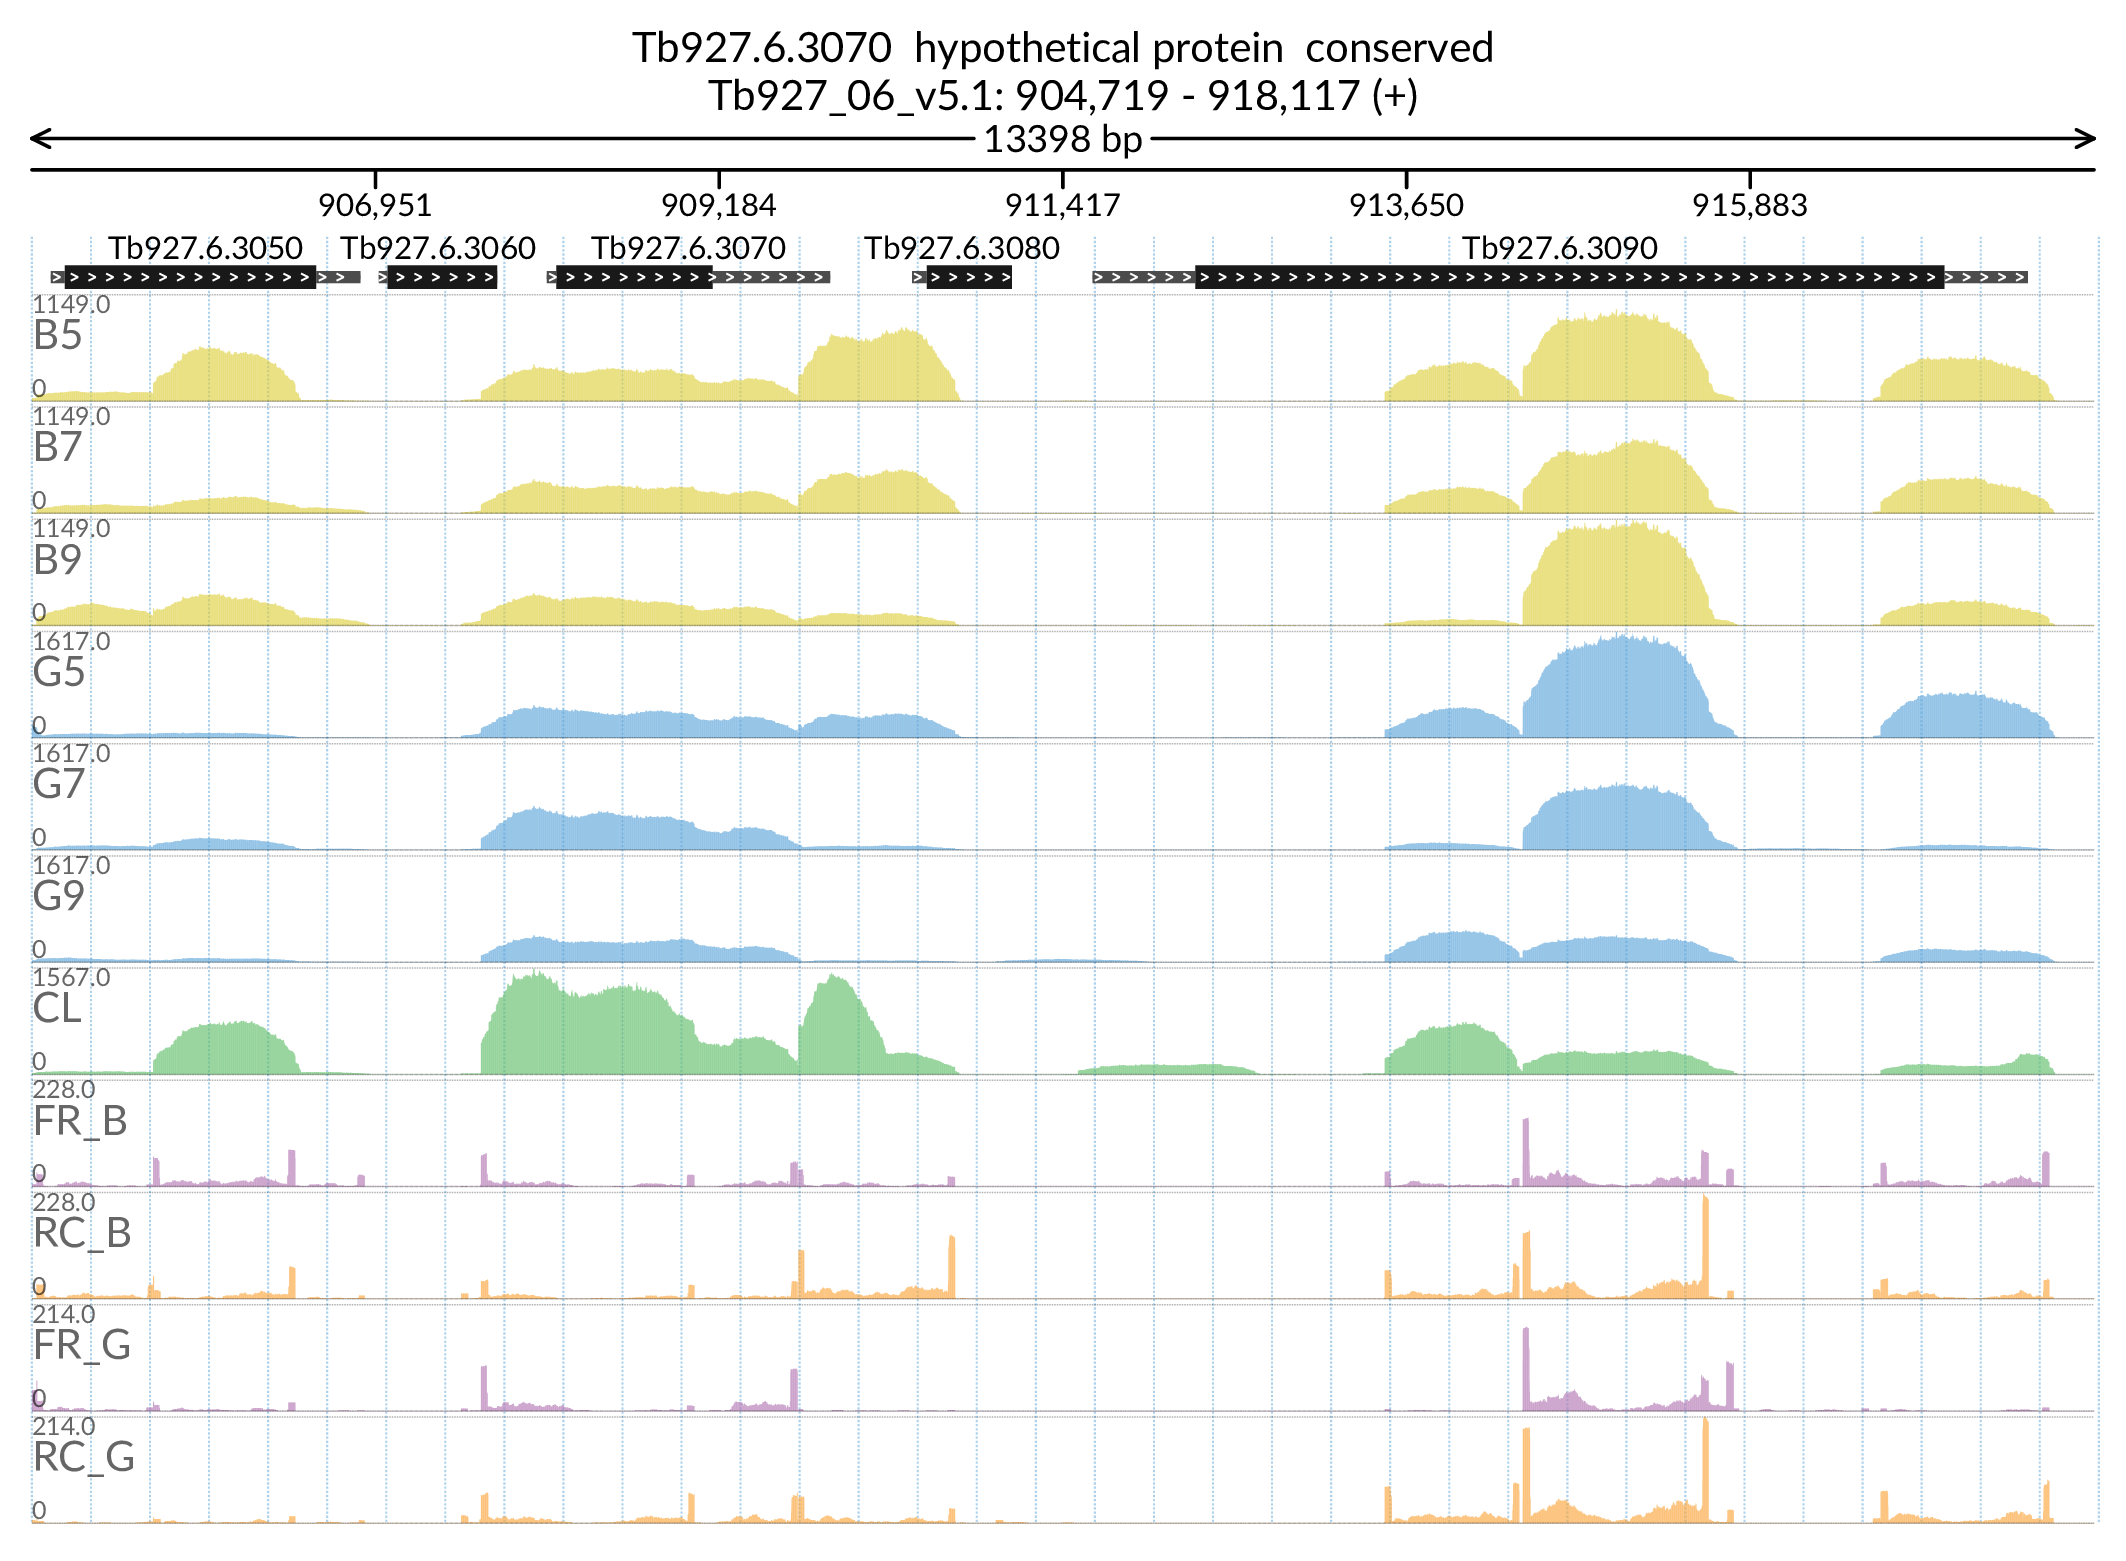 Tb927.6.3070 hypothetical protein conserved
Tb927_06_v5.1: 904,719 - 918,117 (+)
13398 bp
906,951 909,184 911,417 913,650 915,883
Tb927.6.3050 Tb927.6.3060 Tb927.6.3070 Tb927.6.3080 Tb927.6.3090
1149.0
B5
0
1149.0
B7
0
1149.0
B9
0
1617.0
G5
0
1617.0
G7
0
1617.0
G9
0
1567.0
CL
0
228.0
FR_B
0
228.0
RC_B
0
214.0
FR_G
0
214.0
RC_G
0